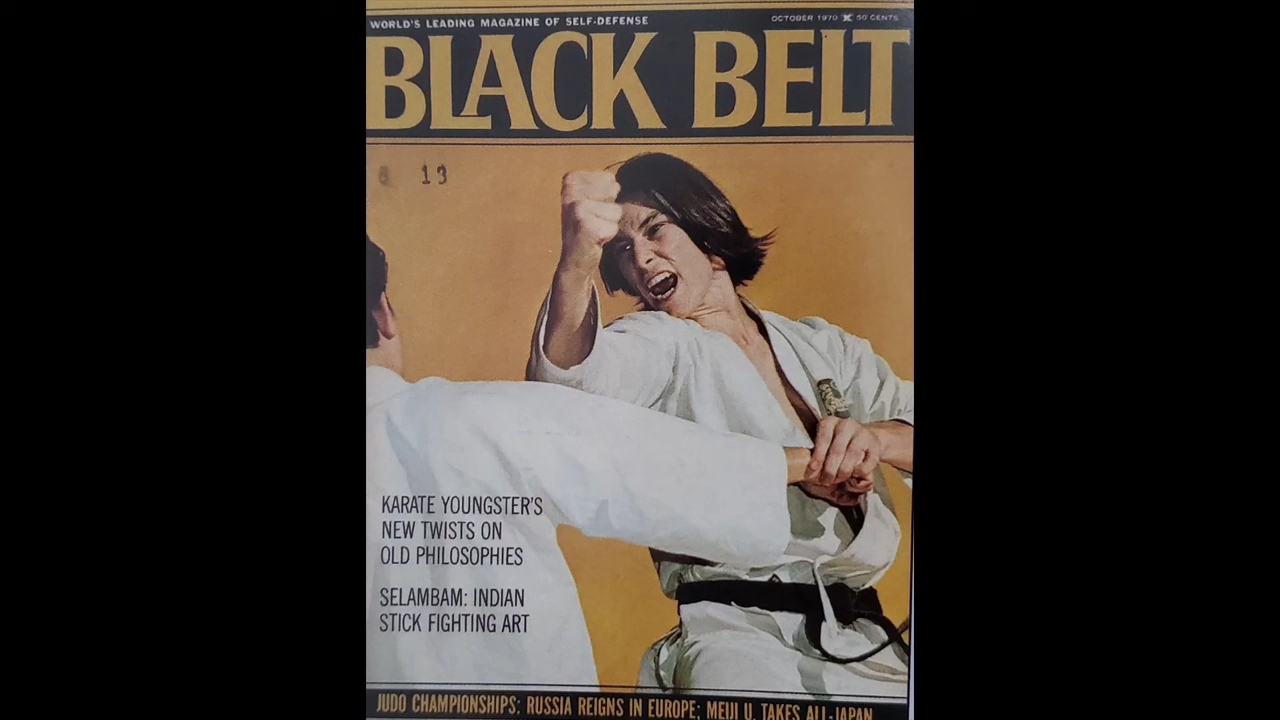 WORLD'S LEADING MAGAZINE OF SELF-DEFENSE
OCTOBER 1970 50 CENTS
BLACK BELT
13
KARATE YOUNGSTER'S
NEW TWISTS ON
OLD PHILOSOPHIES
SELAMBAM: INDIAN
STICK FIGHTING ART
JUDO CHAMPIONSHIPS: RUSSIA REIGNS IN EUROPE; MEIJI U. TAKES ALL-JAPAN